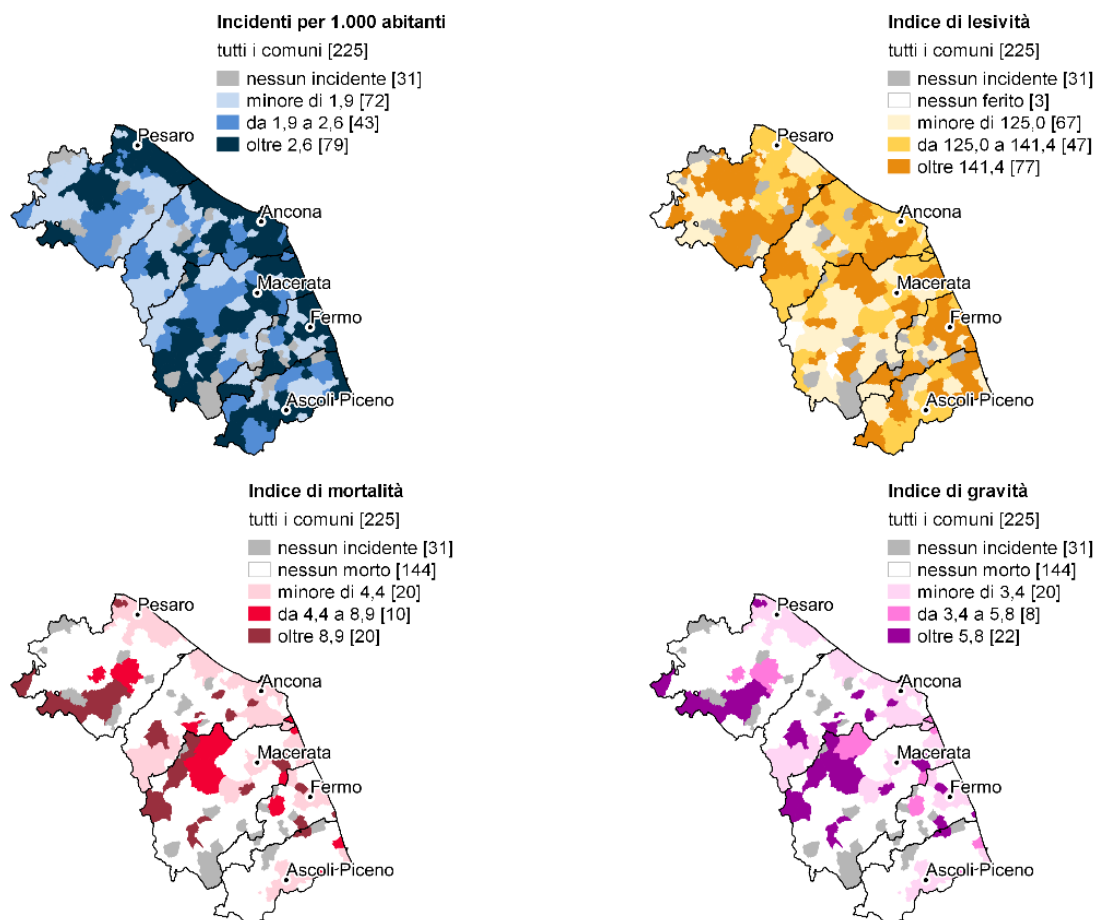 Incidenti per 1.000 abitanti
tutti i comuni [225]
nessun incidente [31]
minore di 1,9 [72]
da 1,9 a 2,6 [43]
oltre 2,6 [79]
Pesaro
Ancona
Macerata
Fermo
Ascoli Piceno
Indice di lesività
tutti i comuni [225]
nessun incidente [31]
nessun ferito [3]
minore di 125,0 [67]
da 125,0 a 141,4 [47]
oltre 141,4 [77]
Pesaro
Ancona
Macerata
Fermo
Ascoli Piceno
Indice di mortalità
tutti i comuni [225]
nessun incidente [31]
nessun morto [144]
minore di 4,4 [20]
da 4,4 a 8,9 [10]
oltre 8,9 [20]
Pesaro
Ancona
Macerata
Fermo
Ascoli Piceno
Indice di gravità
tutti i comuni [225]
nessun incidente [31]
nessun morto [144]
minore di 3,4 [20]
da 3,4 a 5,8 [8]
oltre 5,8 [22]
Pesaro
Ancona
Macerata
Fermo
Ascoli Piceno